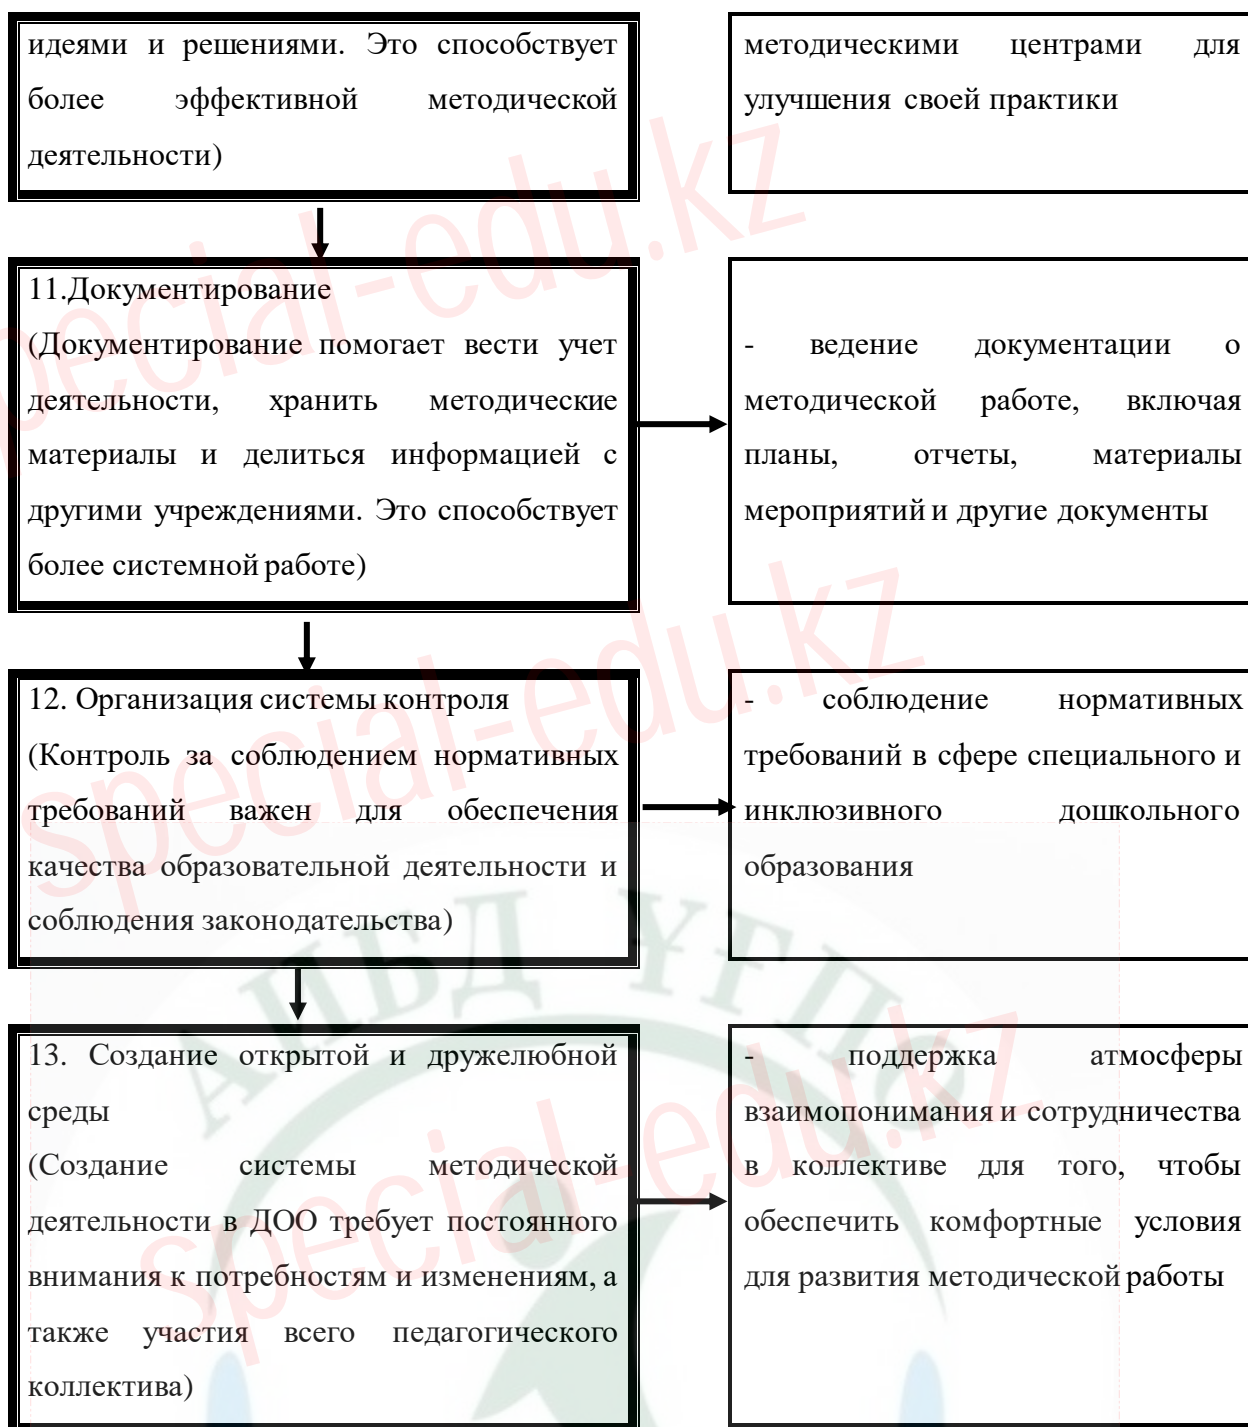 идеями и решениями. Это способствует
более эффективной методической
деятельности)
методическими центрами для
улучшения своей практики
11.Документирование
(Документирование помогает вести учет
деятельности, хранить методические
материалы и делиться информацией с
другими учреждениями. Это способствует
более системной работе)
- ведение документации о
методической работе, включая
планы, отчеты, материалы
мероприятий и другие документы
12. Организация системы контроля
(Контроль за соблюдением нормативных
требований важен для обеспечения
качества образовательной деятельности и
соблюдения законодательства)
- соблюдение нормативных
требований в сфере специального и
инклюзивного дошкольного
образования
13. Создание открытой и дружелюбной
среды
(Создание системы методической
деятельности в ДОО требует постоянного
внимания к потребностям и изменениям, а
также участия всего педагогического
коллектива)
- поддержка атмосферы
взаимопонимания и сотрудничества
в коллективе для того, чтобы
обеспечить комфортные условия
для развития методической работы
special-edu.kz
special-edu.kz
special-edu.kz
АИБД ҮҒПО